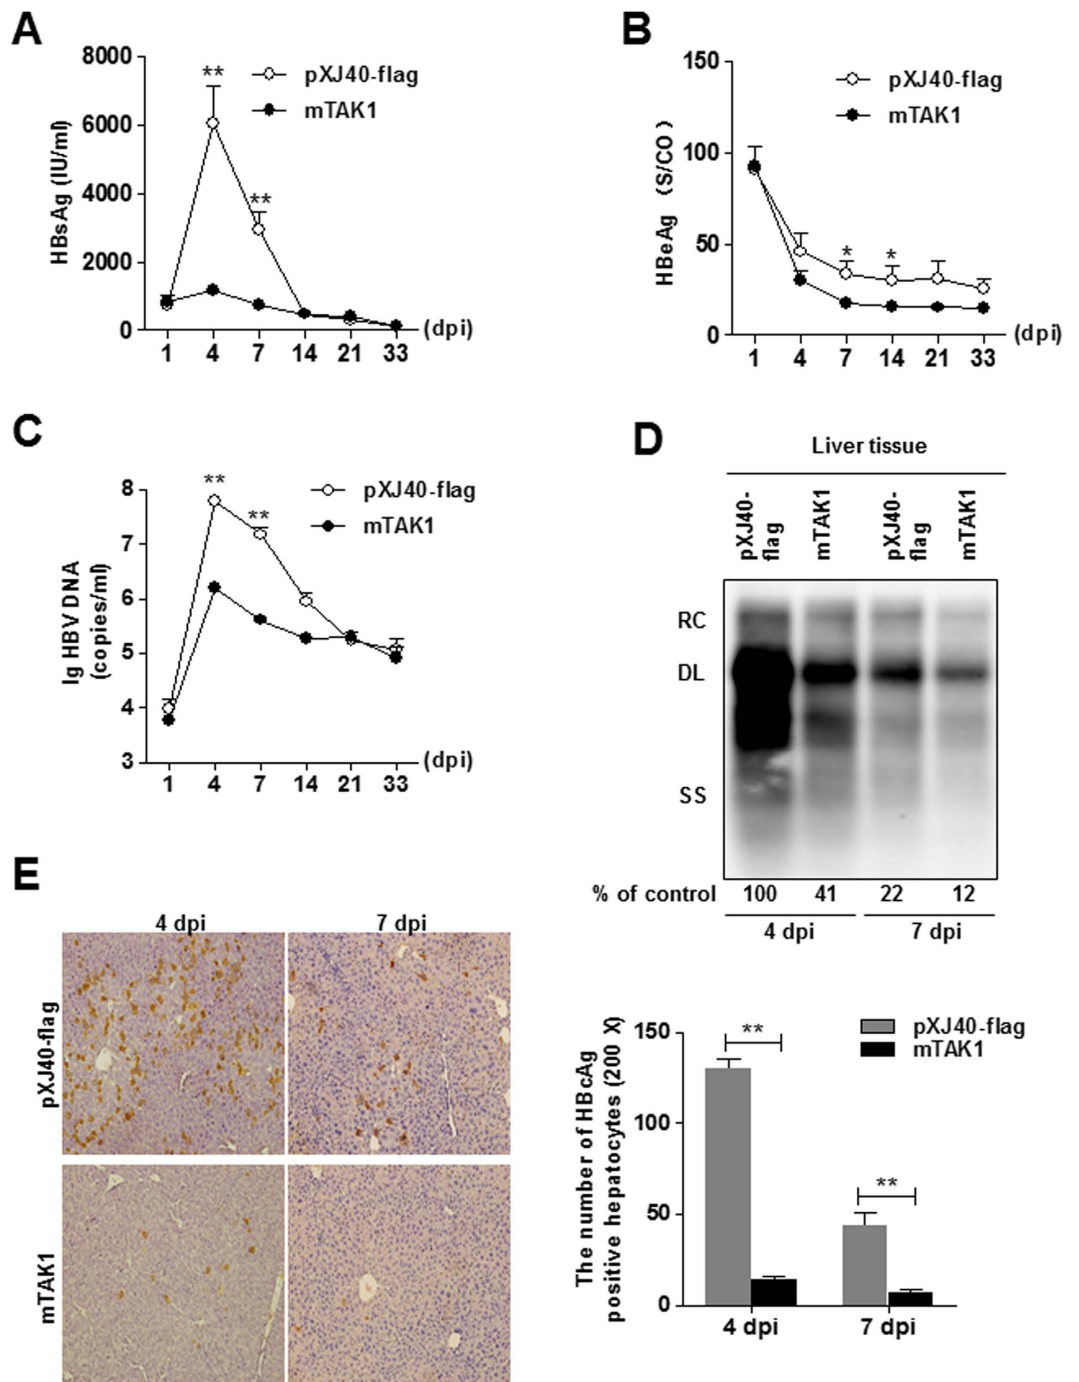 A
8000
6000
4000
2000
0
HBsAg (IU/ml)
**
**
pXJ40-flag
mTAK1
1 4 7 14 21 33
(dpi)
B
150
100
50
0
HBeAg (S/CO)
*
*
pXJ40-flag
mTAK1
1 4 7 14 21 33
(dpi)
C
8
7
6
5
4
3
lg HBV DNA
(copies/ml)
**
**
pXJ40-flag
mTAK1
1 4 7 14 21 33
(dpi)
D
Liver tissue
pXJ40-
flag
mTAK1
pXJ40-
flag
mTAK1
RC
DL
SS
% of control 100 41 22 12
4 dpi 7 dpi
E
4 dpi 7 dpi
pXJ40-flag
mTAK1
The number of HBcAg
positive hepatocytes (200 X)
150
100
50
0
**
**
pXJ40-flag
mTAK1
4 dpi 7 dpi